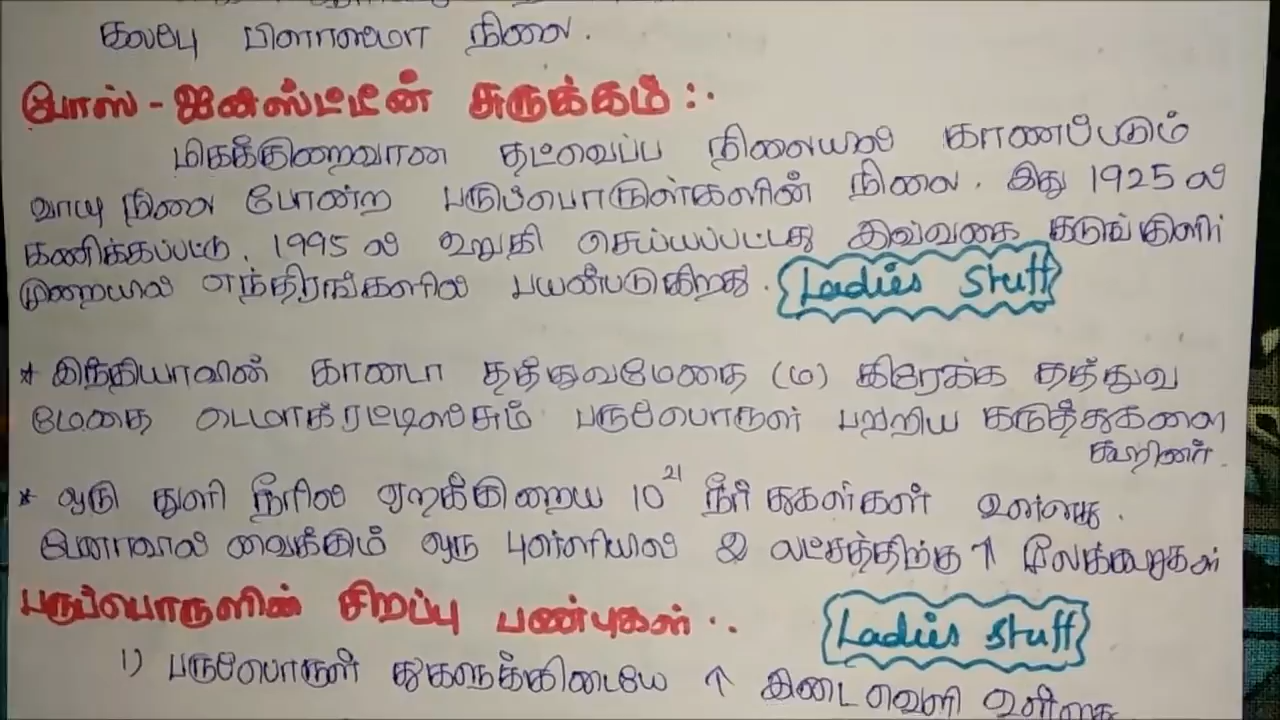 கலபு பிளாஸ்மா நிலை.
போஸ் - ஐன்ஸ்டீன் சுருக்கம் :.
மிகக்குறைவான தட்வெப்ப நிலையில் காணப்படும்
வாயு நிலை போன்ற பருப்பொருள்களின் நிலை. இது 1925 ல்
கணிக்கப்பட்டு. 1995 ல் உறுதி செய்யப்பட்டது இவ்வகை கடுங்குளிர்
முறையில் எந்திரங்களில் பயன்படுகிறது. Ladies Stuff
* இந்தியாவின் கானடா தத்துவமேதை (ம) கிரேக்க தத்துவ
மேதை டெமாக்ரட்டிஸ்சும் பருப்பொருள் பற்றிய கருத்துகளை
கூறினர்.
* ஒரு துளி நீரில் ஏறக்குறைய 10²¹ நீர் துகள்கள் உள்ளது.
பேனாவால் வைக்கும் ஒரு புள்ளியில் 2 லட்சத்திற்கு ↑ மூலக்கூறுகள்
பருப்பொருளின் சிறப்பு பண்புகள் :. Ladies Stuff
1) பருப்பொருள் துகளுக்கிடையே ↑ இடைவெளி உள்ளது